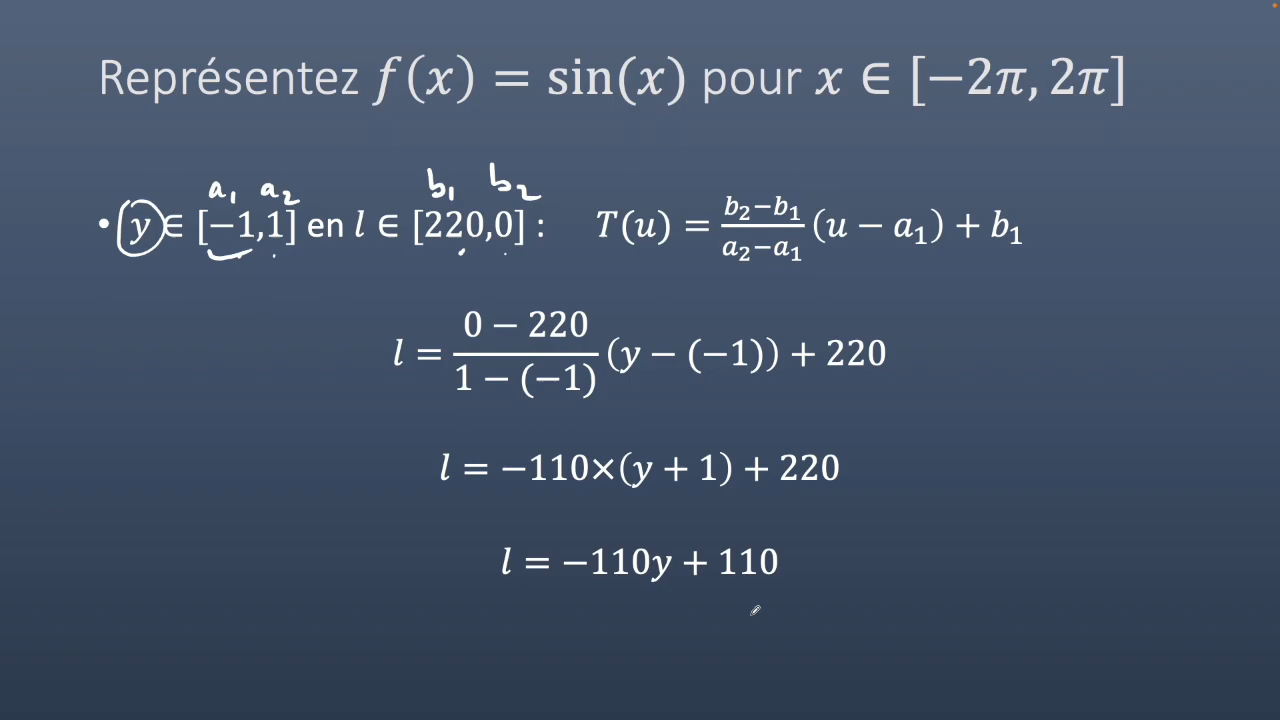 Représentez f(x) = sin(x) pour x ∈ [−2π, 2π]
a₁ a₂ b₁ b₂
• y ∈ [−1,1] en l ∈ [220,0] : T(u) = (b₂−b₁)/(a₂−a₁) (u − a₁) + b₁
l = (0 − 220)/(1 − (−1)) (y − (−1)) + 220
l = −110×(y + 1) + 220
l = −110y + 110